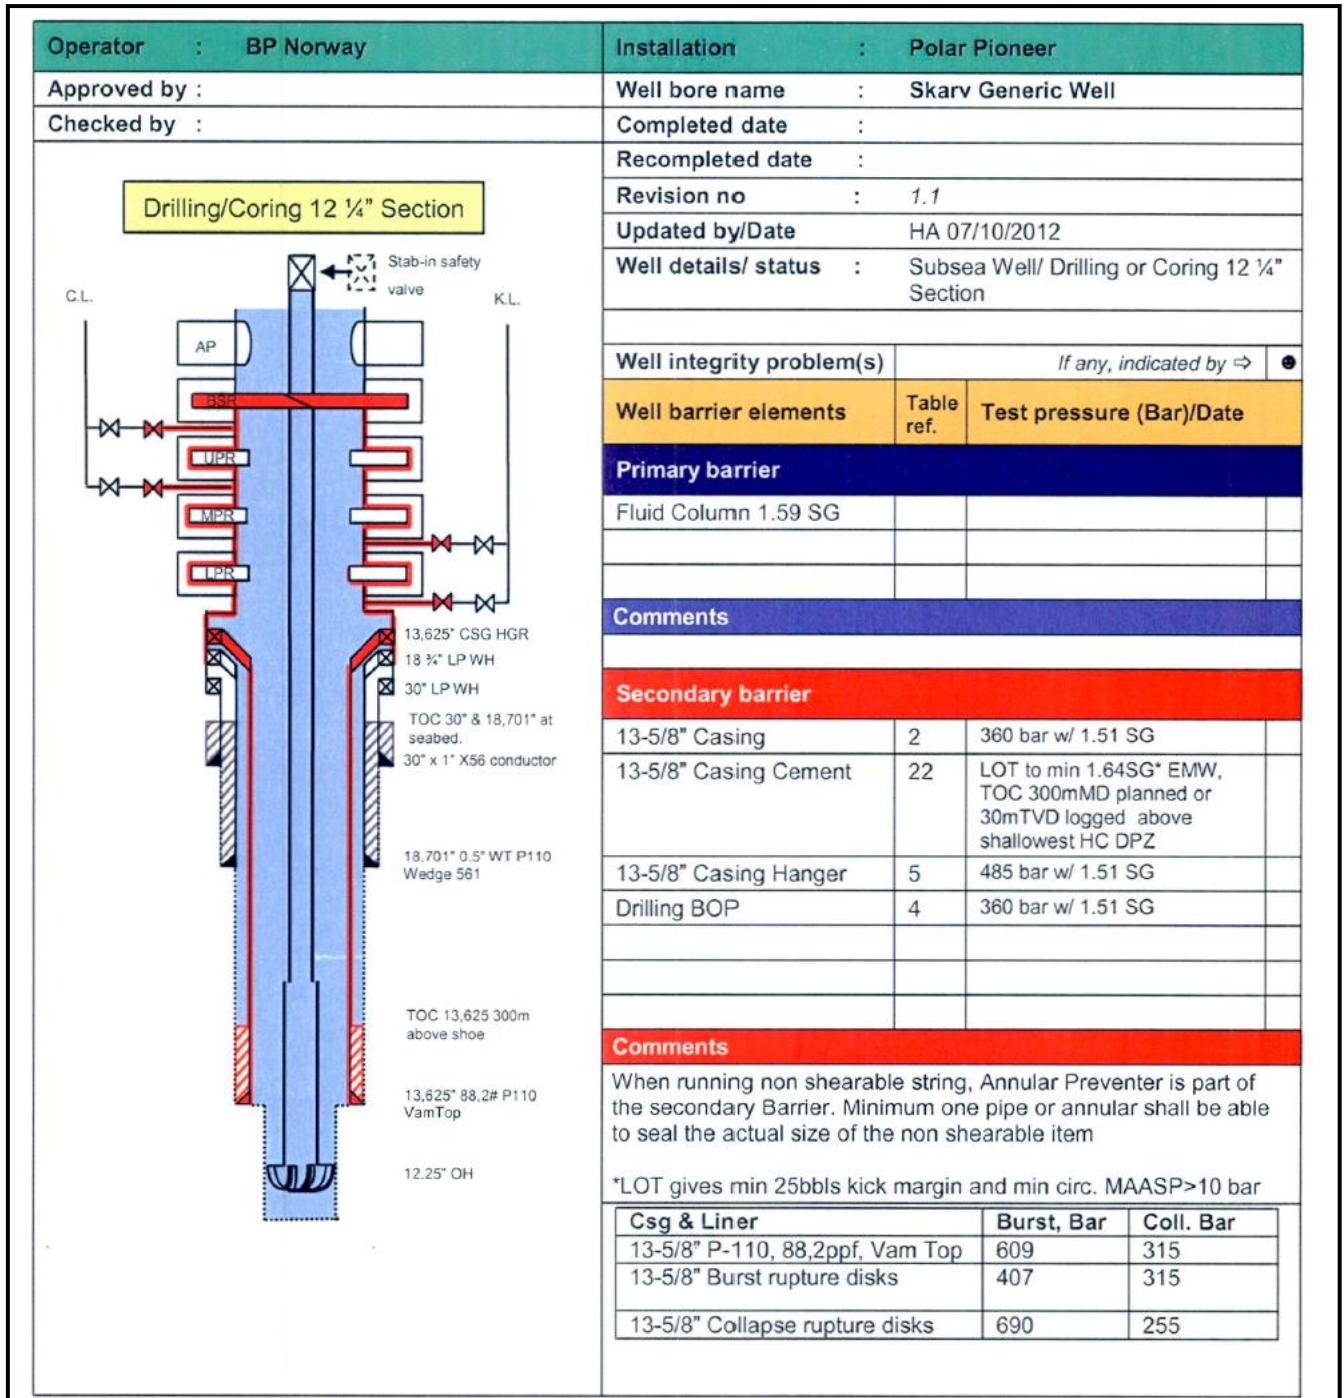 Operator : BP Norway
Installation : Polar Pioneer
Approved by :
Well bore name : Skarv Generic Well
Checked by :
Completed date :
Recompleted date :
Revision no : 1.1
Updated by/Date HA 07/10/2012
Well details/ status : Subsea Well/ Drilling or Coring 12 ¼"
Section
Drilling/Coring 12 ¼" Section
Stab-in safety
valve
C.L.
K.L.
AP
BSR
UPR
MPR
LPR
13,625" CSG HGR
18 ¾" LP WH
30" LP WH
TOC 30" & 18,701" at
seabed.
30" x 1" X56 conductor
18,701" 0.5" WT P110
Wedge 561
TOC 13,625 300m
above shoe
13,625" 88,2# P110
VamTop
12.25" OH
Well integrity problem(s) If any, indicated by ⇨ ☻
Well barrier elements Table ref. Test pressure (Bar)/Date
Primary barrier
Fluid Column 1.59 SG
Comments
Secondary barrier
13-5/8" Casing 2 360 bar w/ 1.51 SG
13-5/8" Casing Cement 22 LOT to min 1.64SG* EMW,
TOC 300mMD planned or
30mTVD logged above
shallowest HC DPZ
13-5/8" Casing Hanger 5 485 bar w/ 1.51 SG
Drilling BOP 4 360 bar w/ 1.51 SG
Comments
When running non shearable string, Annular Preventer is part of
the secondary Barrier. Minimum one pipe or annular shall be able
to seal the actual size of the non shearable item
*LOT gives min 25bbls kick margin and min circ. MAASP>10 bar
Csg & Liner Burst, Bar Coll. Bar
13-5/8" P-110, 88,2ppf, Vam Top 609 315
13-5/8" Burst rupture disks 407 315
13-5/8" Collapse rupture disks 690 255